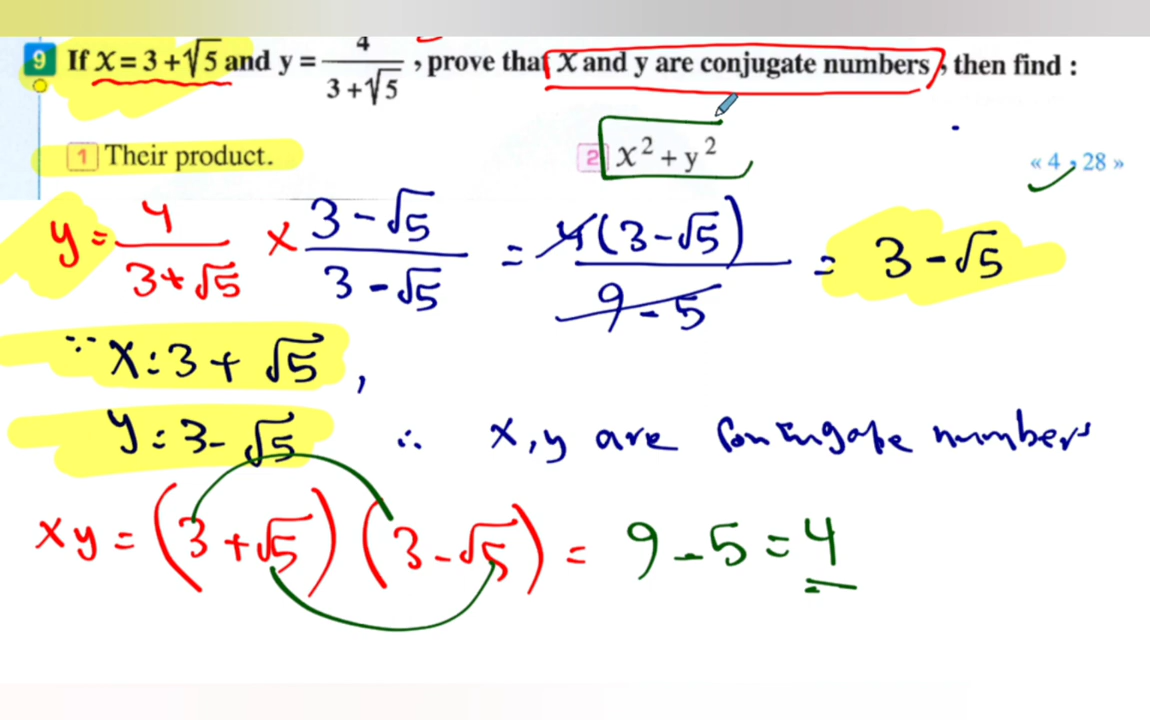 9 If x = 3 + √5 and y = 4/(3 + √5) , prove that x and y are conjugate numbers , then find :
1 Their product. 2 x² + y² « 4 , 28 »
y = 4/(3 + √5) × (3 - √5)/(3 - √5) = 4(3 - √5)/(9 - 5) = 3 - √5
∵ x = 3 + √5 ,
y = 3 - √5 ∴ x, y are Conjugate numbers
xy = (3 + √5) (3 - √5) = 9 - 5 = 4